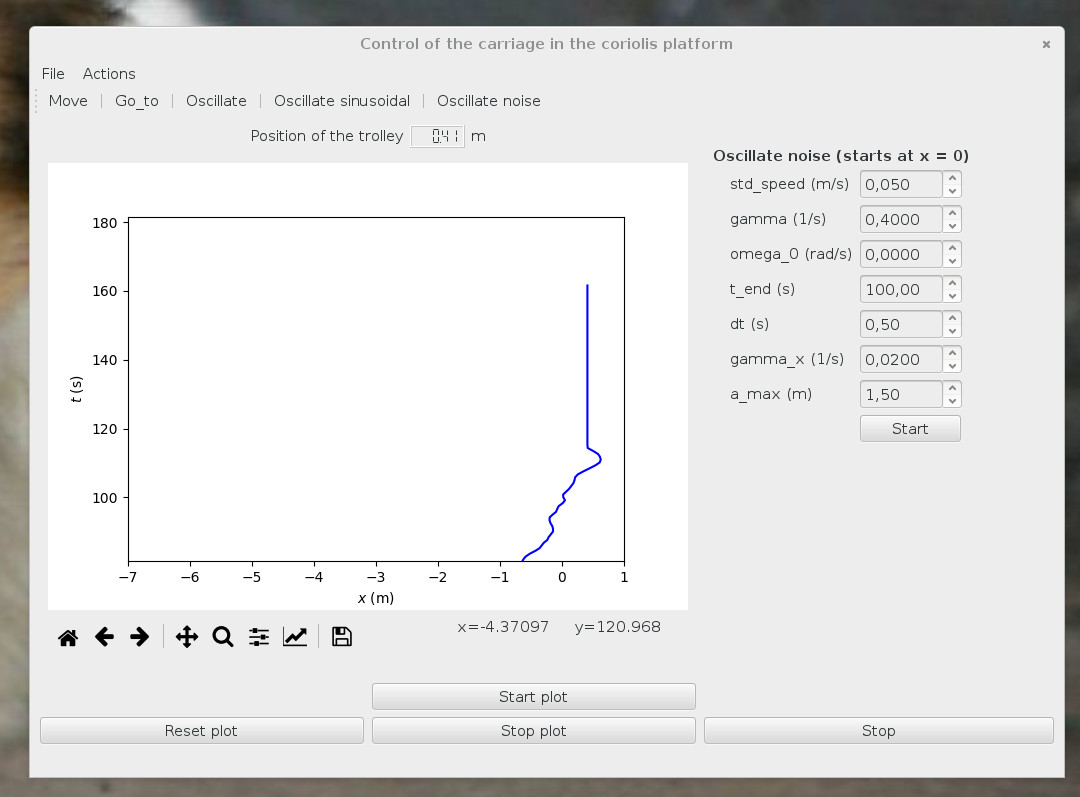 Control of the carriage in the coriolis platform
File Actions
Move Go_to Oscillate Oscillate sinusoidal Oscillate noise
Position of the trolley 0.41 m
Oscillate noise (starts at x = 0)
std_speed (m/s) 0,050
gamma (1/s) 0,4000
omega_0 (rad/s) 0,0000
t_end (s) 100,00
dt (s) 0,50
gamma_x (1/s) 0,0200
a_max (m) 1,50
Start
180
160
140
120
100
t (s)
−7 −6 −5 −4 −3 −2 −1 0 1
x (m)
x=-4.37097 y=120.968
Start plot
Reset plot Stop plot Stop